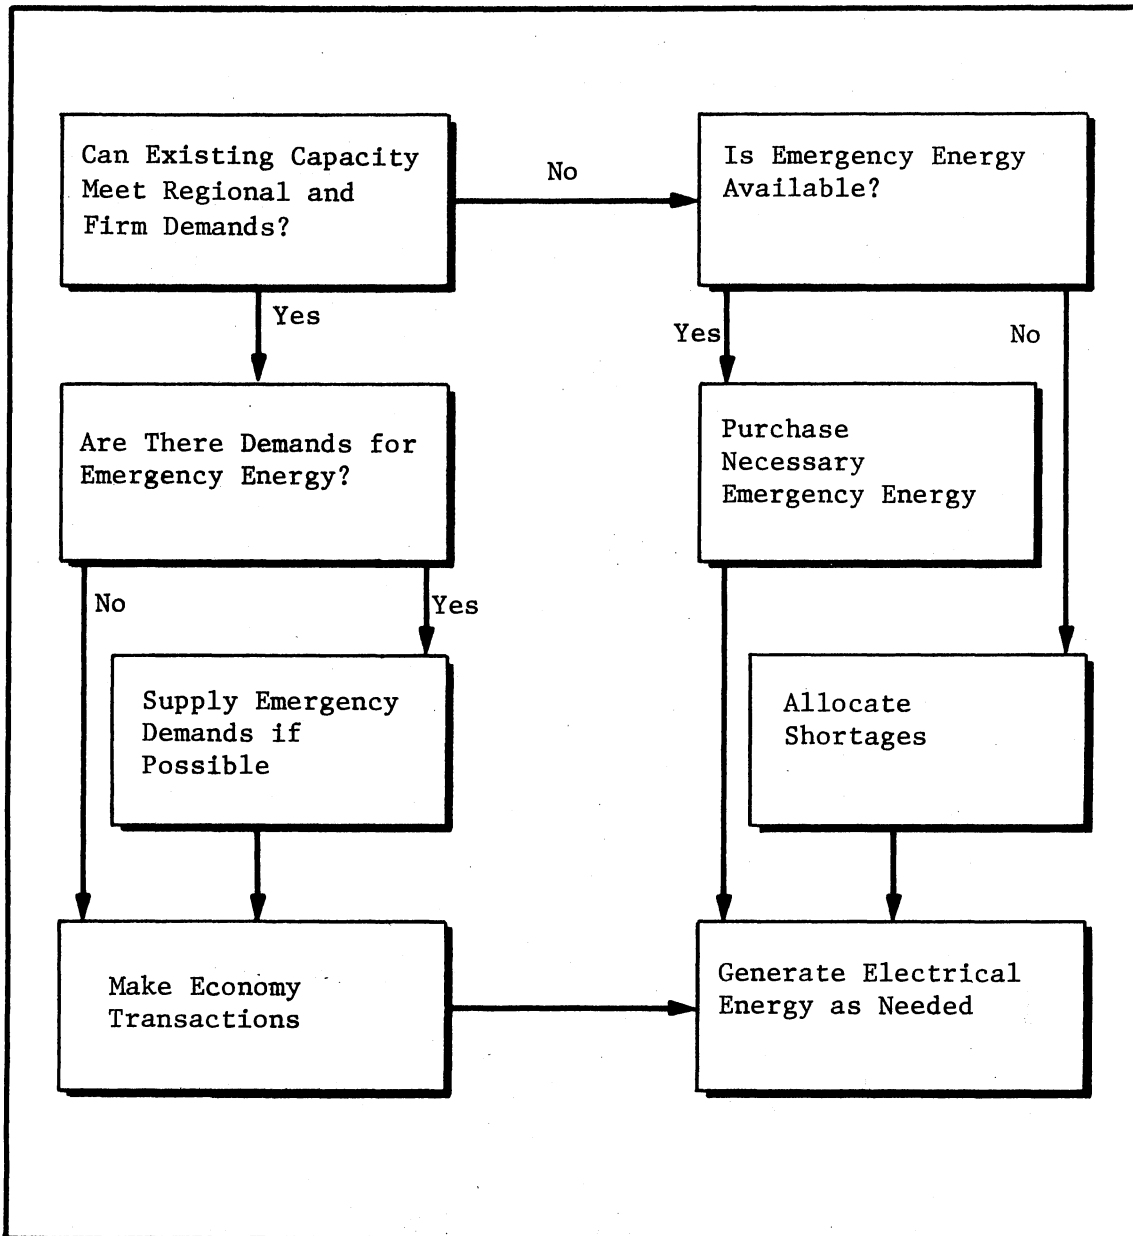 Can Existing Capacity
Meet Regional and
Firm Demands?
No
Is Emergency Energy
Available?
Yes
Yes
No
Are There Demands for
Emergency Energy?
Purchase
Necessary
Emergency Energy
No
Yes
Supply Emergency
Demands if
Possible
Allocate
Shortages
Make Economy
Transactions
Generate Electrical
Energy as Needed